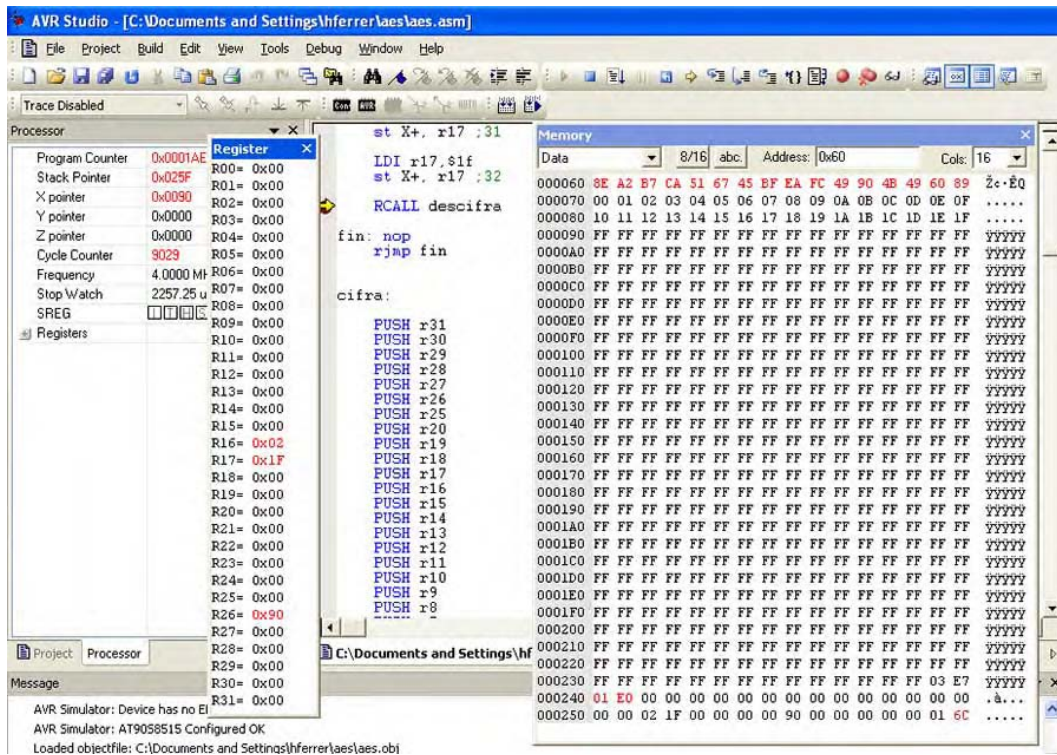 AVR Studio - [C:\Documents and Settings\hferrer\aes\aes.asm]
File Project Build Edit View Tools Debug Window Help
Trace Disabled
Con AVR
Processor
Program Counter 0x0001AE
Stack Pointer 0x025F
X pointer 0x0090
Y pointer 0x0000
Z pointer 0x0000
Cycle Counter 9029
Frequency 4.0000 MH
Stop Watch 2257.25 u
SREG I T H S
Registers
Project Processor
Register
R00= 0x00
R01= 0x00
R02= 0x00
R03= 0x00
R04= 0x00
R05= 0x00
R06= 0x00
R07= 0x00
R08= 0x00
R09= 0x00
R10= 0x00
R11= 0x00
R12= 0x00
R13= 0x00
R14= 0x00
R15= 0x00
R16= 0x02
R17= 0x1F
R18= 0x00
R19= 0x00
R20= 0x00
R21= 0x00
R22= 0x00
R23= 0x00
R24= 0x00
R25= 0x00
R26= 0x90
R27= 0x00
R28= 0x00
R29= 0x00
R30= 0x00
R31= 0x00
st X+, r17 ;31
LDI r17,$1f
st X+, r17 ;32
RCALL descifra
fin: nop
rjmp fin
cifra:
PUSH r31
PUSH r30
PUSH r29
PUSH r28
PUSH r27
PUSH r26
PUSH r25
PUSH r20
PUSH r19
PUSH r18
PUSH r17
PUSH r16
PUSH r15
PUSH r14
PUSH r13
PUSH r12
PUSH r11
PUSH r10
PUSH r9
PUSH r8
C:\Documents and Settings\hf
Memory
Data 8/16 abc. Address: 0x60 Cols: 16
000060 8E A2 B7 CA 51 67 45 BF EA FC 49 90 4B 49 60 89 Ž¢·ÊQ
000070 00 01 02 03 04 05 06 07 08 09 0A 0B 0C 0D 0E 0F .....
000080 10 11 12 13 14 15 16 17 18 19 1A 1B 1C 1D 1E 1F .....
000090 FF FF FF FF FF FF FF FF FF FF FF FF FF FF FF FF ÿÿÿÿÿ
0000A0 FF FF FF FF FF FF FF FF FF FF FF FF FF FF FF FF ÿÿÿÿÿ
0000B0 FF FF FF FF FF FF FF FF FF FF FF FF FF FF FF FF ÿÿÿÿÿ
0000C0 FF FF FF FF FF FF FF FF FF FF FF FF FF FF FF FF ÿÿÿÿÿ
0000D0 FF FF FF FF FF FF FF FF FF FF FF FF FF FF FF FF ÿÿÿÿÿ
0000E0 FF FF FF FF FF FF FF FF FF FF FF FF FF FF FF FF ÿÿÿÿÿ
0000F0 FF FF FF FF FF FF FF FF FF FF FF FF FF FF FF FF ÿÿÿÿÿ
000100 FF FF FF FF FF FF FF FF FF FF FF FF FF FF FF FF ÿÿÿÿÿ
000110 FF FF FF FF FF FF FF FF FF FF FF FF FF FF FF FF ÿÿÿÿÿ
000120 FF FF FF FF FF FF FF FF FF FF FF FF FF FF FF FF ÿÿÿÿÿ
000130 FF FF FF FF FF FF FF FF FF FF FF FF FF FF FF FF ÿÿÿÿÿ
000140 FF FF FF FF FF FF FF FF FF FF FF FF FF FF FF FF ÿÿÿÿÿ
000150 FF FF FF FF FF FF FF FF FF FF FF FF FF FF FF FF ÿÿÿÿÿ
000160 FF FF FF FF FF FF FF FF FF FF FF FF FF FF FF FF ÿÿÿÿÿ
000170 FF FF FF FF FF FF FF FF FF FF FF FF FF FF FF FF ÿÿÿÿÿ
000180 FF FF FF FF FF FF FF FF FF FF FF FF FF FF FF FF ÿÿÿÿÿ
000190 FF FF FF FF FF FF FF FF FF FF FF FF FF FF FF FF ÿÿÿÿÿ
0001A0 FF FF FF FF FF FF FF FF FF FF FF FF FF FF FF FF ÿÿÿÿÿ
0001B0 FF FF FF FF FF FF FF FF FF FF FF FF FF FF FF FF ÿÿÿÿÿ
0001C0 FF FF FF FF FF FF FF FF FF FF FF FF FF FF FF FF ÿÿÿÿÿ
0001D0 FF FF FF FF FF FF FF FF FF FF FF FF FF FF FF FF ÿÿÿÿÿ
0001E0 FF FF FF FF FF FF FF FF FF FF FF FF FF FF FF FF ÿÿÿÿÿ
0001F0 FF FF FF FF FF FF FF FF FF FF FF FF FF FF FF FF ÿÿÿÿÿ
000200 FF FF FF FF FF FF FF FF FF FF FF FF FF FF FF FF ÿÿÿÿÿ
000210 FF FF FF FF FF FF FF FF FF FF FF FF FF FF FF FF ÿÿÿÿÿ
000220 FF FF FF FF FF FF FF FF FF FF FF FF FF FF FF FF ÿÿÿÿÿ
000230 FF FF FF FF FF FF FF FF FF FF FF FF FF FF 03 E7 ÿÿÿÿÿ
000240 01 E0 00 00 00 00 00 00 00 00 00 00 00 00 00 00 .à...
000250 00 00 02 1F 00 00 00 00 90 00 00 00 00 00 01 6C .....
Message
AVR Simulator: Device has no El
AVR Simulator: AT90S8515 Configured OK
Loaded objectfile: C:\Documents and Settings\hferrer\aes\aes.obj